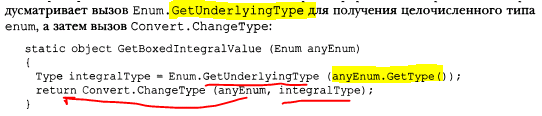 дусматривает вызов Enum.GetUnderlyingType для получения целочисленного типа
enum, а затем вызов Convert.ChangeType:
static object GetBoxedIntegralValue (Enum anyEnum)
{
Type integralType = Enum.GetUnderlyingType (anyEnum.GetType());
return Convert.ChangeType (anyEnum, integralType);
}